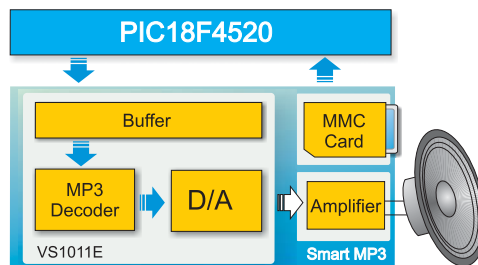 PIC18F4520
Buffer
MMC
Card
MP3
Decoder
D/A
Amplifier
VS1011E
Smart MP3